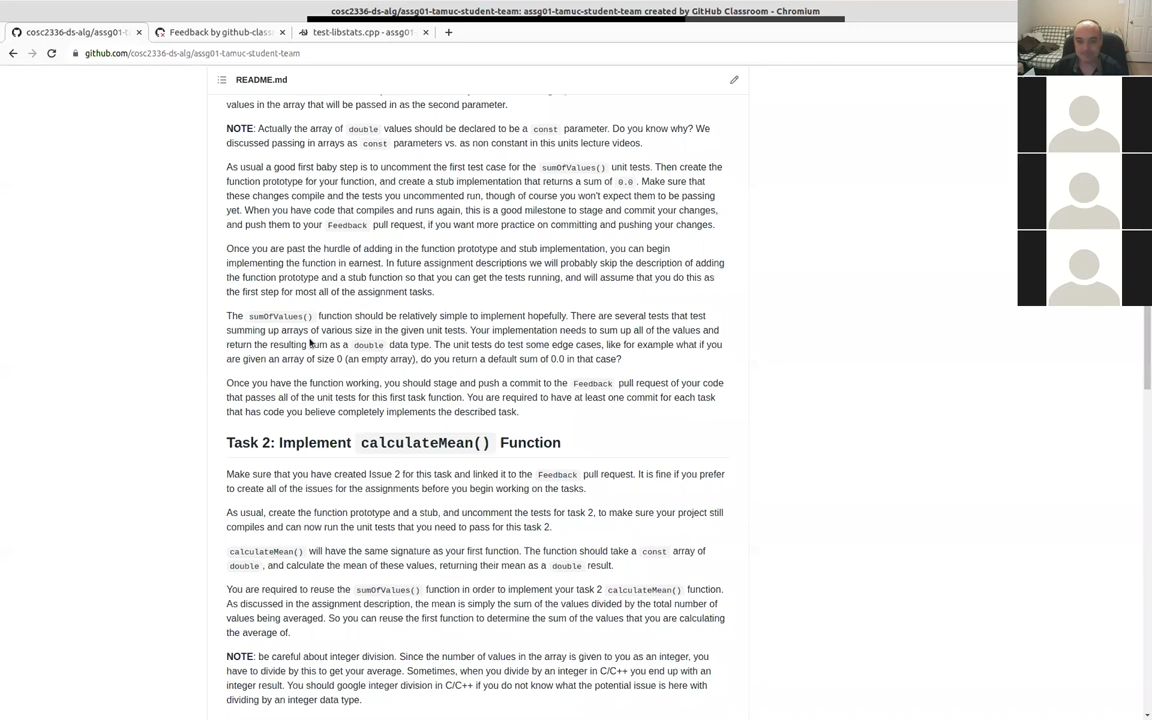 cosc2336-ds-alg/assg01-tamuc-student-team: assg01-tamuc-student-team created by GitHub Classroom - Chromium
cosc2336-ds-alg/assg01-t
Feedback by github-class
test-libstats.cpp - assg01-
github.com/cosc2336-ds-alg/assg01-tamuc-student-team
README.md
values in the array that will be passed in as the second parameter.
NOTE: Actually the array of double values should be declared to be a const parameter. Do you know why? We
discussed passing in arrays as const parameters vs. as non constant in this units lecture videos.
As usual a good first baby step is to uncomment the first test case for the sumOfValues() unit tests. Then create the
function prototype for your function, and create a stub implementation that returns a sum of 0.0. Make sure that
these changes compile and the tests you uncommented run, though of course you won't expect them to be passing
yet. When you have code that compiles and runs again, this is a good milestone to stage and commit your changes,
and push them to your Feedback pull request, if you want more practice on committing and pushing your changes.
Once you are past the hurdle of adding in the function prototype and stub implementation, you can begin
implementing the function in earnest. In future assignment descriptions we will probably skip the description of adding
the function prototype and a stub function so that you can get the tests running, and will assume that you do this as
the first step for most all of the assignment tasks.
The sumOfValues() function should be relatively simple to implement hopefully. There are several tests that test
summing up arrays of various size in the given unit tests. Your implementation needs to sum up all of the values and
return the resulting sum as a double data type. The unit tests do test some edge cases, like for example what if you
are given an array of size 0 (an empty array), do you return a default sum of 0.0 in that case?
Once you have the function working, you should stage and push a commit to the Feedback pull request of your code
that passes all of the unit tests for this first task function. You are required to have at least one commit for each task
that has code you believe completely implements the described task.
Task 2: Implement calculateMean() Function
Make sure that you have created Issue 2 for this task and linked it to the Feedback pull request. It is fine if you prefer
to create all of the issues for the assignments before you begin working on the tasks.
As usual, create the function prototype and a stub, and uncomment the tests for task 2, to make sure your project still
compiles and can now run the unit tests that you need to pass for this task 2.
calculateMean() will have the same signature as your first function. The function should take a const array of
double, and calculate the mean of these values, returning their mean as a double result.
You are required to reuse the sumOfValues() function in order to implement your task 2 calculateMean() function.
As discussed in the assignment description, the mean is simply the sum of the values divided by the total number of
values being averaged. So you can reuse the first function to determine the sum of the values that you are calculating
the average of.
NOTE: be careful about integer division. Since the number of values in the array is given to you as an integer, you
have to divide by this to get your average. Sometimes, when you divide by an integer in C/C++ you end up with an
integer result. You should google integer division in C/C++ if you do not know what the potential issue is here with
dividing by an integer data type.